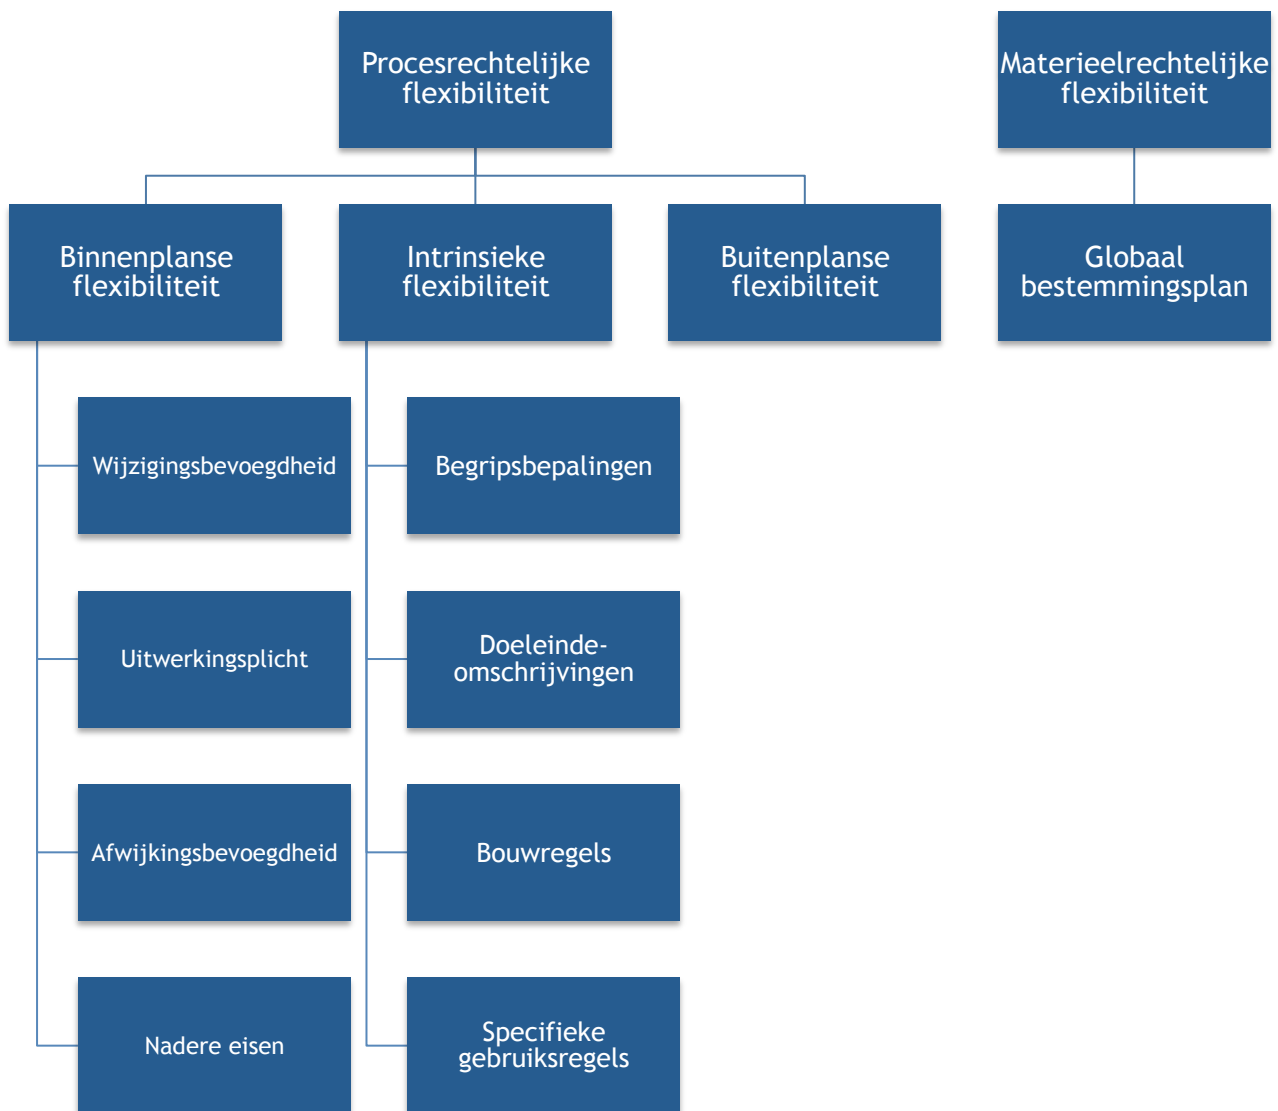 Procesrechtelijke
flexibiliteit
Materieelrechtelijke
flexibiliteit
Binnenplanse
flexibiliteit
Intrinsieke
flexibiliteit
Buitenplanse
flexibiliteit
Globaal
bestemmingsplan
Wijzigingsbevoegdheid
Begripsbepalingen
Uitwerkingsplicht
Doeleinde-
omschrijvingen
Afwijkingsbevoegdheid
Bouwregels
Nadere eisen
Specifieke
gebruiksregels